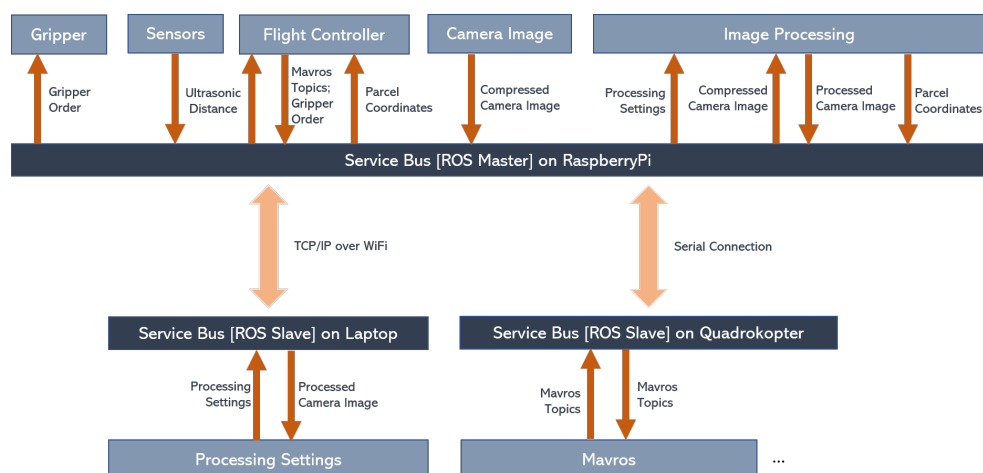 Gripper
Sensors
Flight Controller
Camera Image
Image Processing
Gripper
Order
Ultrasonic
Distance
Mavros
Topics;
Gripper
Order
Parcel
Coordinates
Compressed
Camera Image
Processing
Settings
Compressed
Camera Image
Processed
Camera Image
Parcel
Coordinates
Service Bus [ROS Master] on RaspberryPi
TCP/IP over WiFi
Serial Connection
Service Bus [ROS Slave] on Laptop
Service Bus [ROS Slave] on Quadrokopter
Processing
Settings
Processed
Camera Image
Mavros
Topics
Mavros
Topics
Processing Settings
Mavros
...